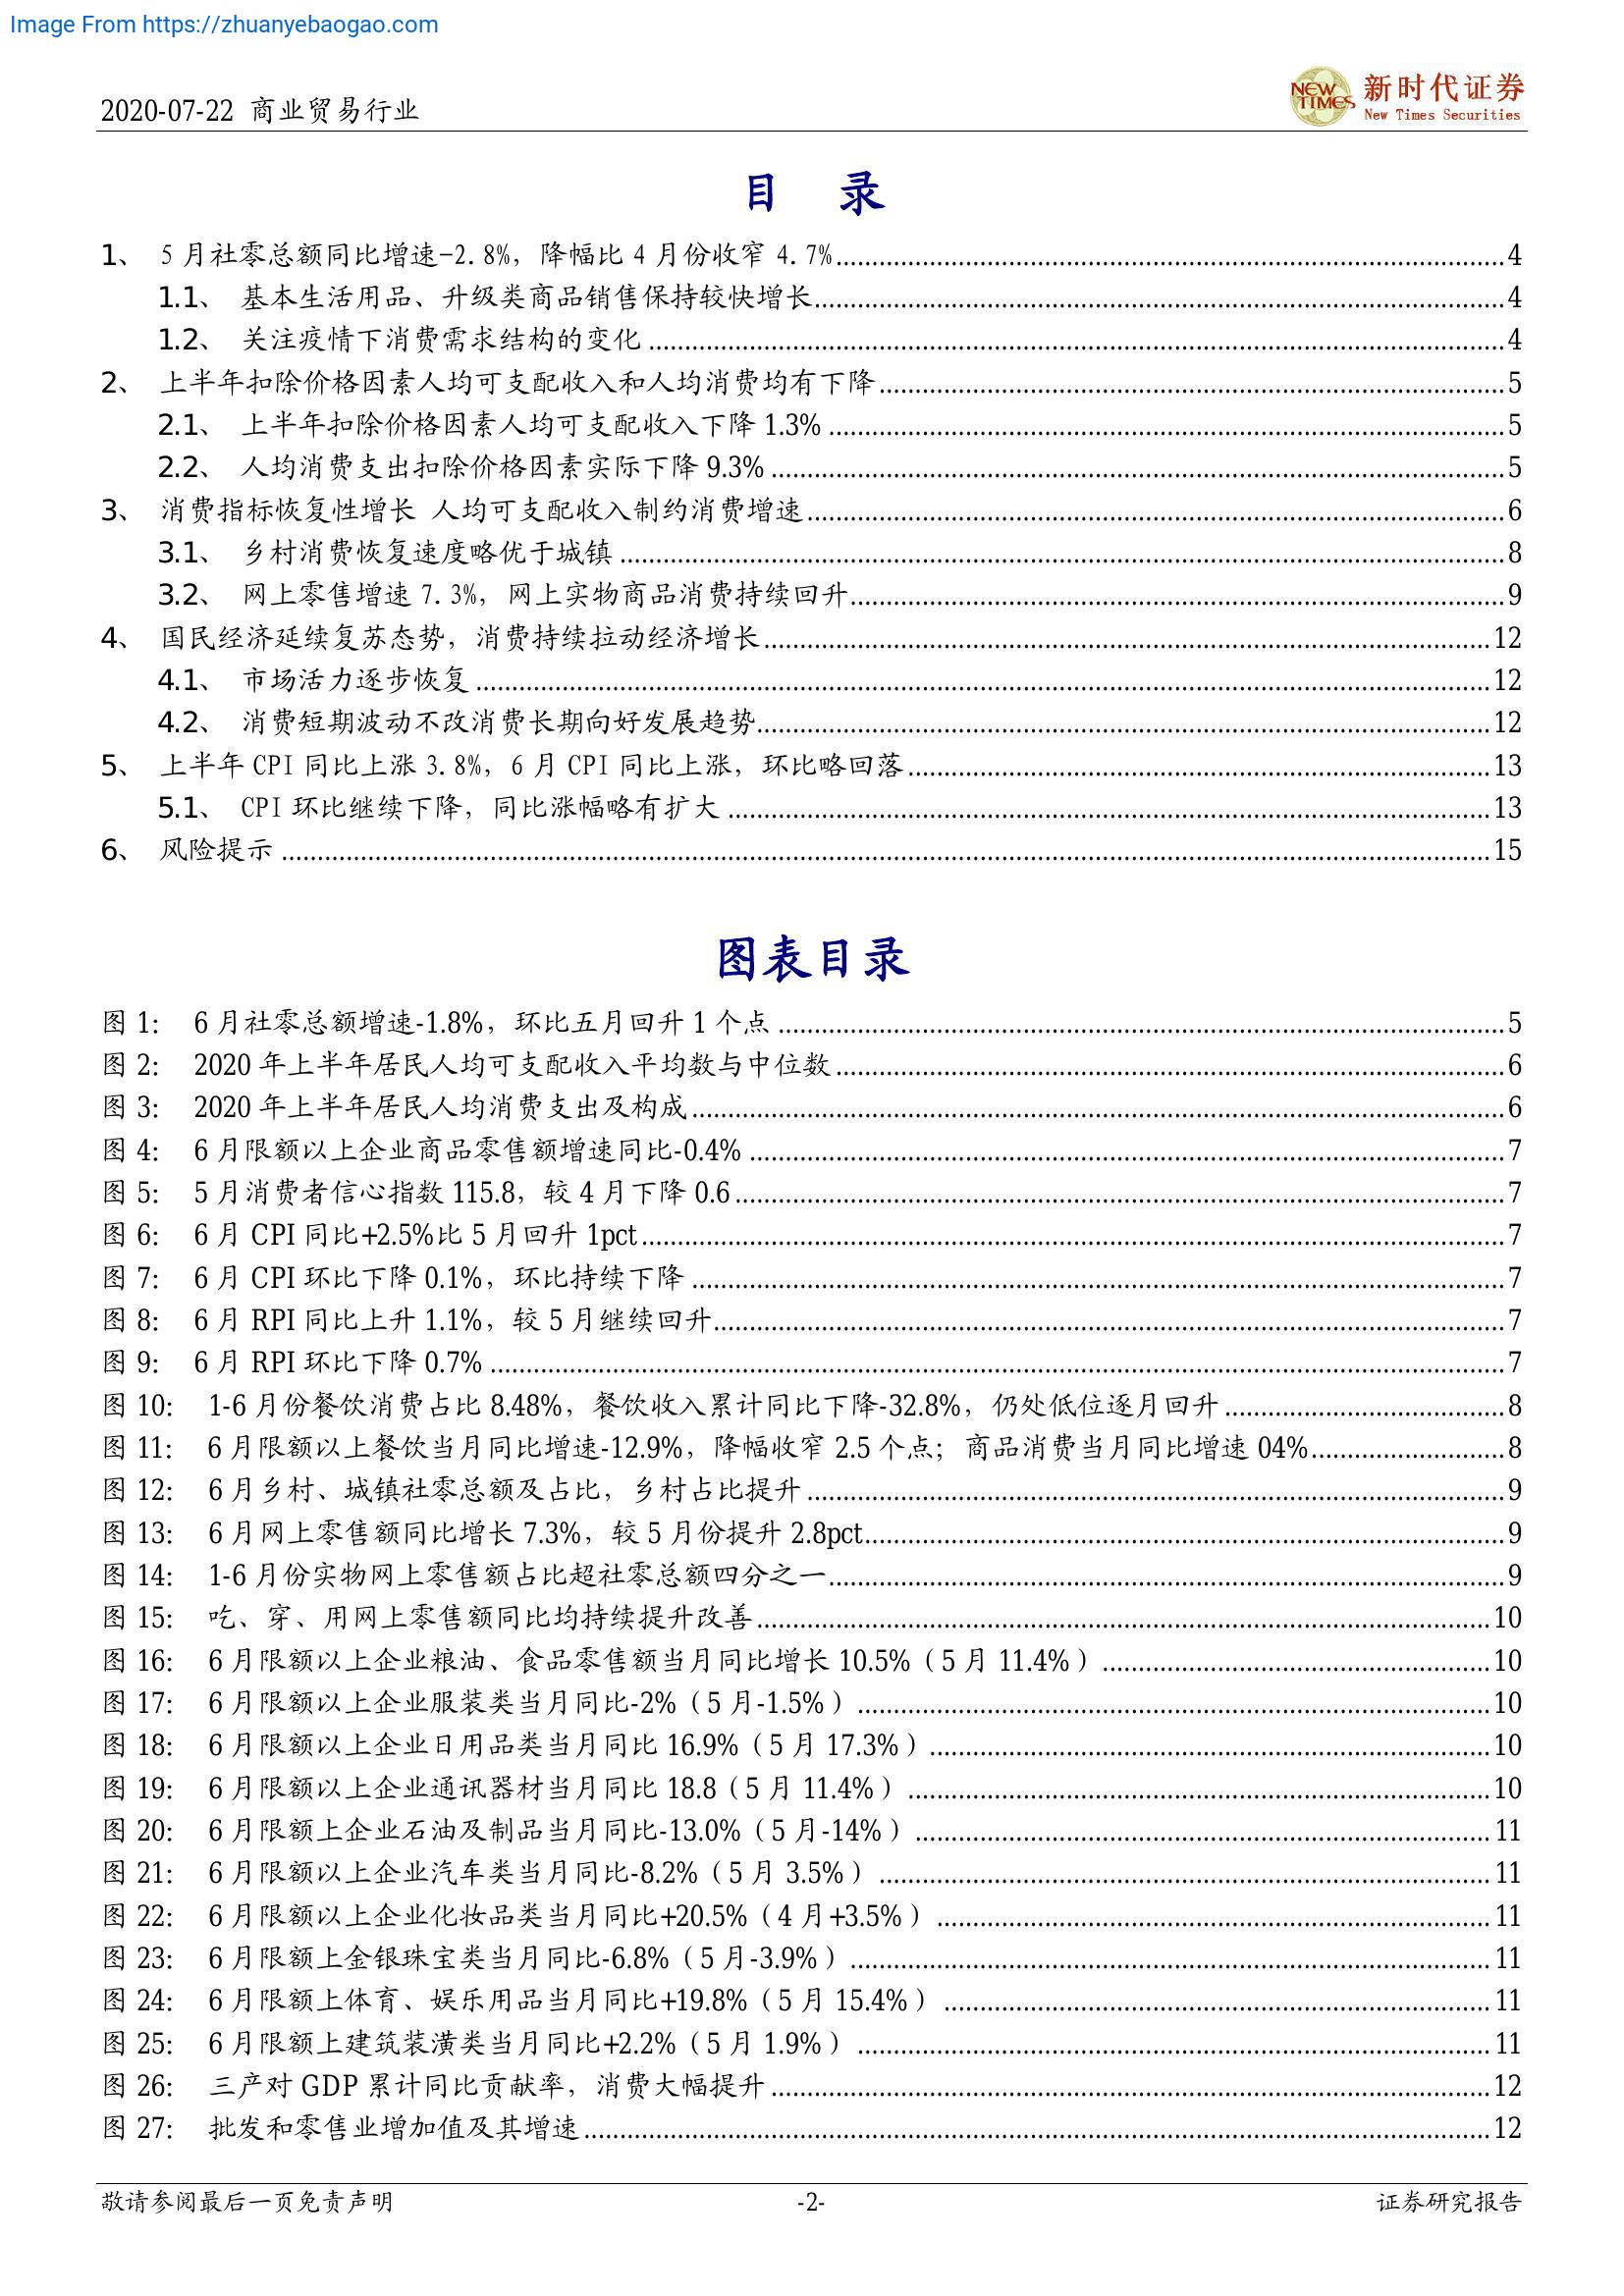 Image From https://zhuanyebaogao.com
2020-07-22 商业贸易行业
NEW TIMES 新时代证券
New Times Securities
目 录
1、 5 月社零总额同比增速-2.8%，降幅比 4 月份收窄 4.7% 4
1.1、 基本生活用品、升级类商品销售保持较快增长 4
1.2、 关注疫情下消费需求结构的变化 4
2、 上半年扣除价格因素人均可支配收入和人均消费均有下降 5
2.1、 上半年扣除价格因素人均可支配收入下降 1.3% 5
2.2、 人均消费支出扣除价格因素实际下降 9.3% 5
3、 消费指标恢复性增长 人均可支配收入制约消费增速 6
3.1、 乡村消费恢复速度略优于城镇 8
3.2、 网上零售增速 7.3%，网上实物商品消费持续回升 9
4、 国民经济延续复苏态势，消费持续拉动经济增长 12
4.1、 市场活力逐步恢复 12
4.2、 消费短期波动不改消费长期向好发展趋势 12
5、 上半年 CPI 同比上涨 3.8%，6 月 CPI 同比上涨，环比略回落 13
5.1、 CPI 环比继续下降，同比涨幅略有扩大 13
6、 风险提示 15
图表目录
图 1: 6 月社零总额增速-1.8%，环比五月回升 1 个点 5
图 2: 2020 年上半年居民人均可支配收入平均数与中位数 6
图 3: 2020 年上半年居民人均消费支出及构成 6
图 4: 6 月限额以上企业商品零售额增速同比-0.4% 7
图 5: 5 月消费者信心指数 115.8，较 4 月下降 0.6 7
图 6: 6 月 CPI 同比+2.5%比 5 月回升 1pct 7
图 7: 6 月 CPI 环比下降 0.1%，环比持续下降 7
图 8: 6 月 RPI 同比上升 1.1%，较 5 月继续回升 7
图 9: 6 月 RPI 环比下降 0.7% 7
图 10: 1-6 月份餐饮消费占比 8.48%，餐饮收入累计同比下降-32.8%，仍处低位逐月回升 8
图 11: 6 月限额以上餐饮当月同比增速-12.9%，降幅收窄 2.5 个点；商品消费当月同比增速 04% 8
图 12: 6 月乡村、城镇社零总额及占比，乡村占比提升 9
图 13: 6 月网上零售额同比增长 7.3%，较 5 月份提升 2.8pct 9
图 14: 1-6 月份实物网上零售额占比超社零总额四分之一 9
图 15: 吃、穿、用网上零售额同比均持续提升改善 10
图 16: 6 月限额以上企业粮油、食品零售额当月同比增长 10.5%（5 月 11.4%） 10
图 17: 6 月限额以上企业服装类当月同比-2%（5 月-1.5%） 10
图 18: 6 月限额以上企业日用品类当月同比 16.9%（5 月 17.3%） 10
图 19: 6 月限额以上企业通讯器材当月同比 18.8（5 月 11.4%） 10
图 20: 6 月限额上企业石油及制品当月同比-13.0%（5 月-14%） 11
图 21: 6 月限额以上企业汽车类当月同比-8.2%（5 月 3.5%） 11
图 22: 6 月限额以上企业化妆品类当月同比+20.5%（4 月+3.5%） 11
图 23: 6 月限额上金银珠宝类当月同比-6.8%（5 月-3.9%） 11
图 24: 6 月限额上体育、娱乐用品当月同比+19.8%（5 月 15.4%） 11
图 25: 6 月限额上建筑装潢类当月同比+2.2%（5 月 1.9%） 11
图 26: 三产对 GDP 累计同比贡献率，消费大幅提升 12
图 27: 批发和零售业增加值及其增速 12
敬请参阅最后一页免责声明 -2- 证券研究报告